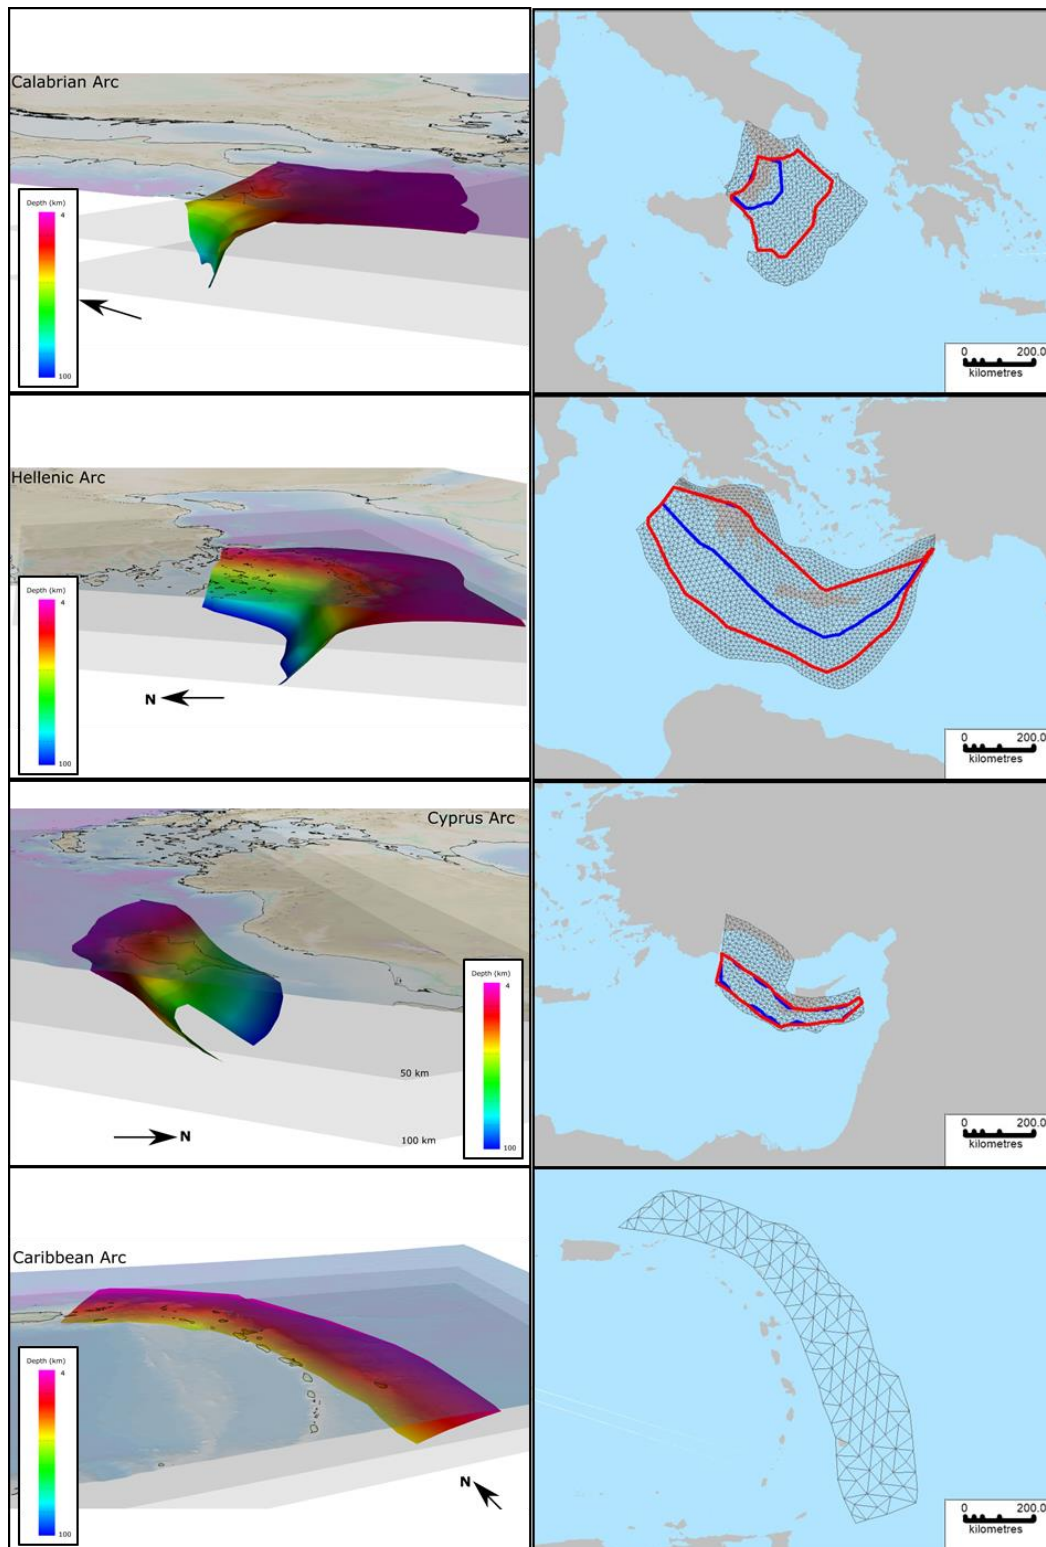 Calabrian Arc
Depth (km)
4
100
0 200.0
kilometres
Hellenic Arc
Depth (km)
4
100
N
0 200.0
kilometres
Cyprus Arc
Depth (km)
4
100
50 km
100 km
N
0 200.0
kilometres
Caribbean Arc
Depth (km)
4
100
N
0 200.0
kilometres